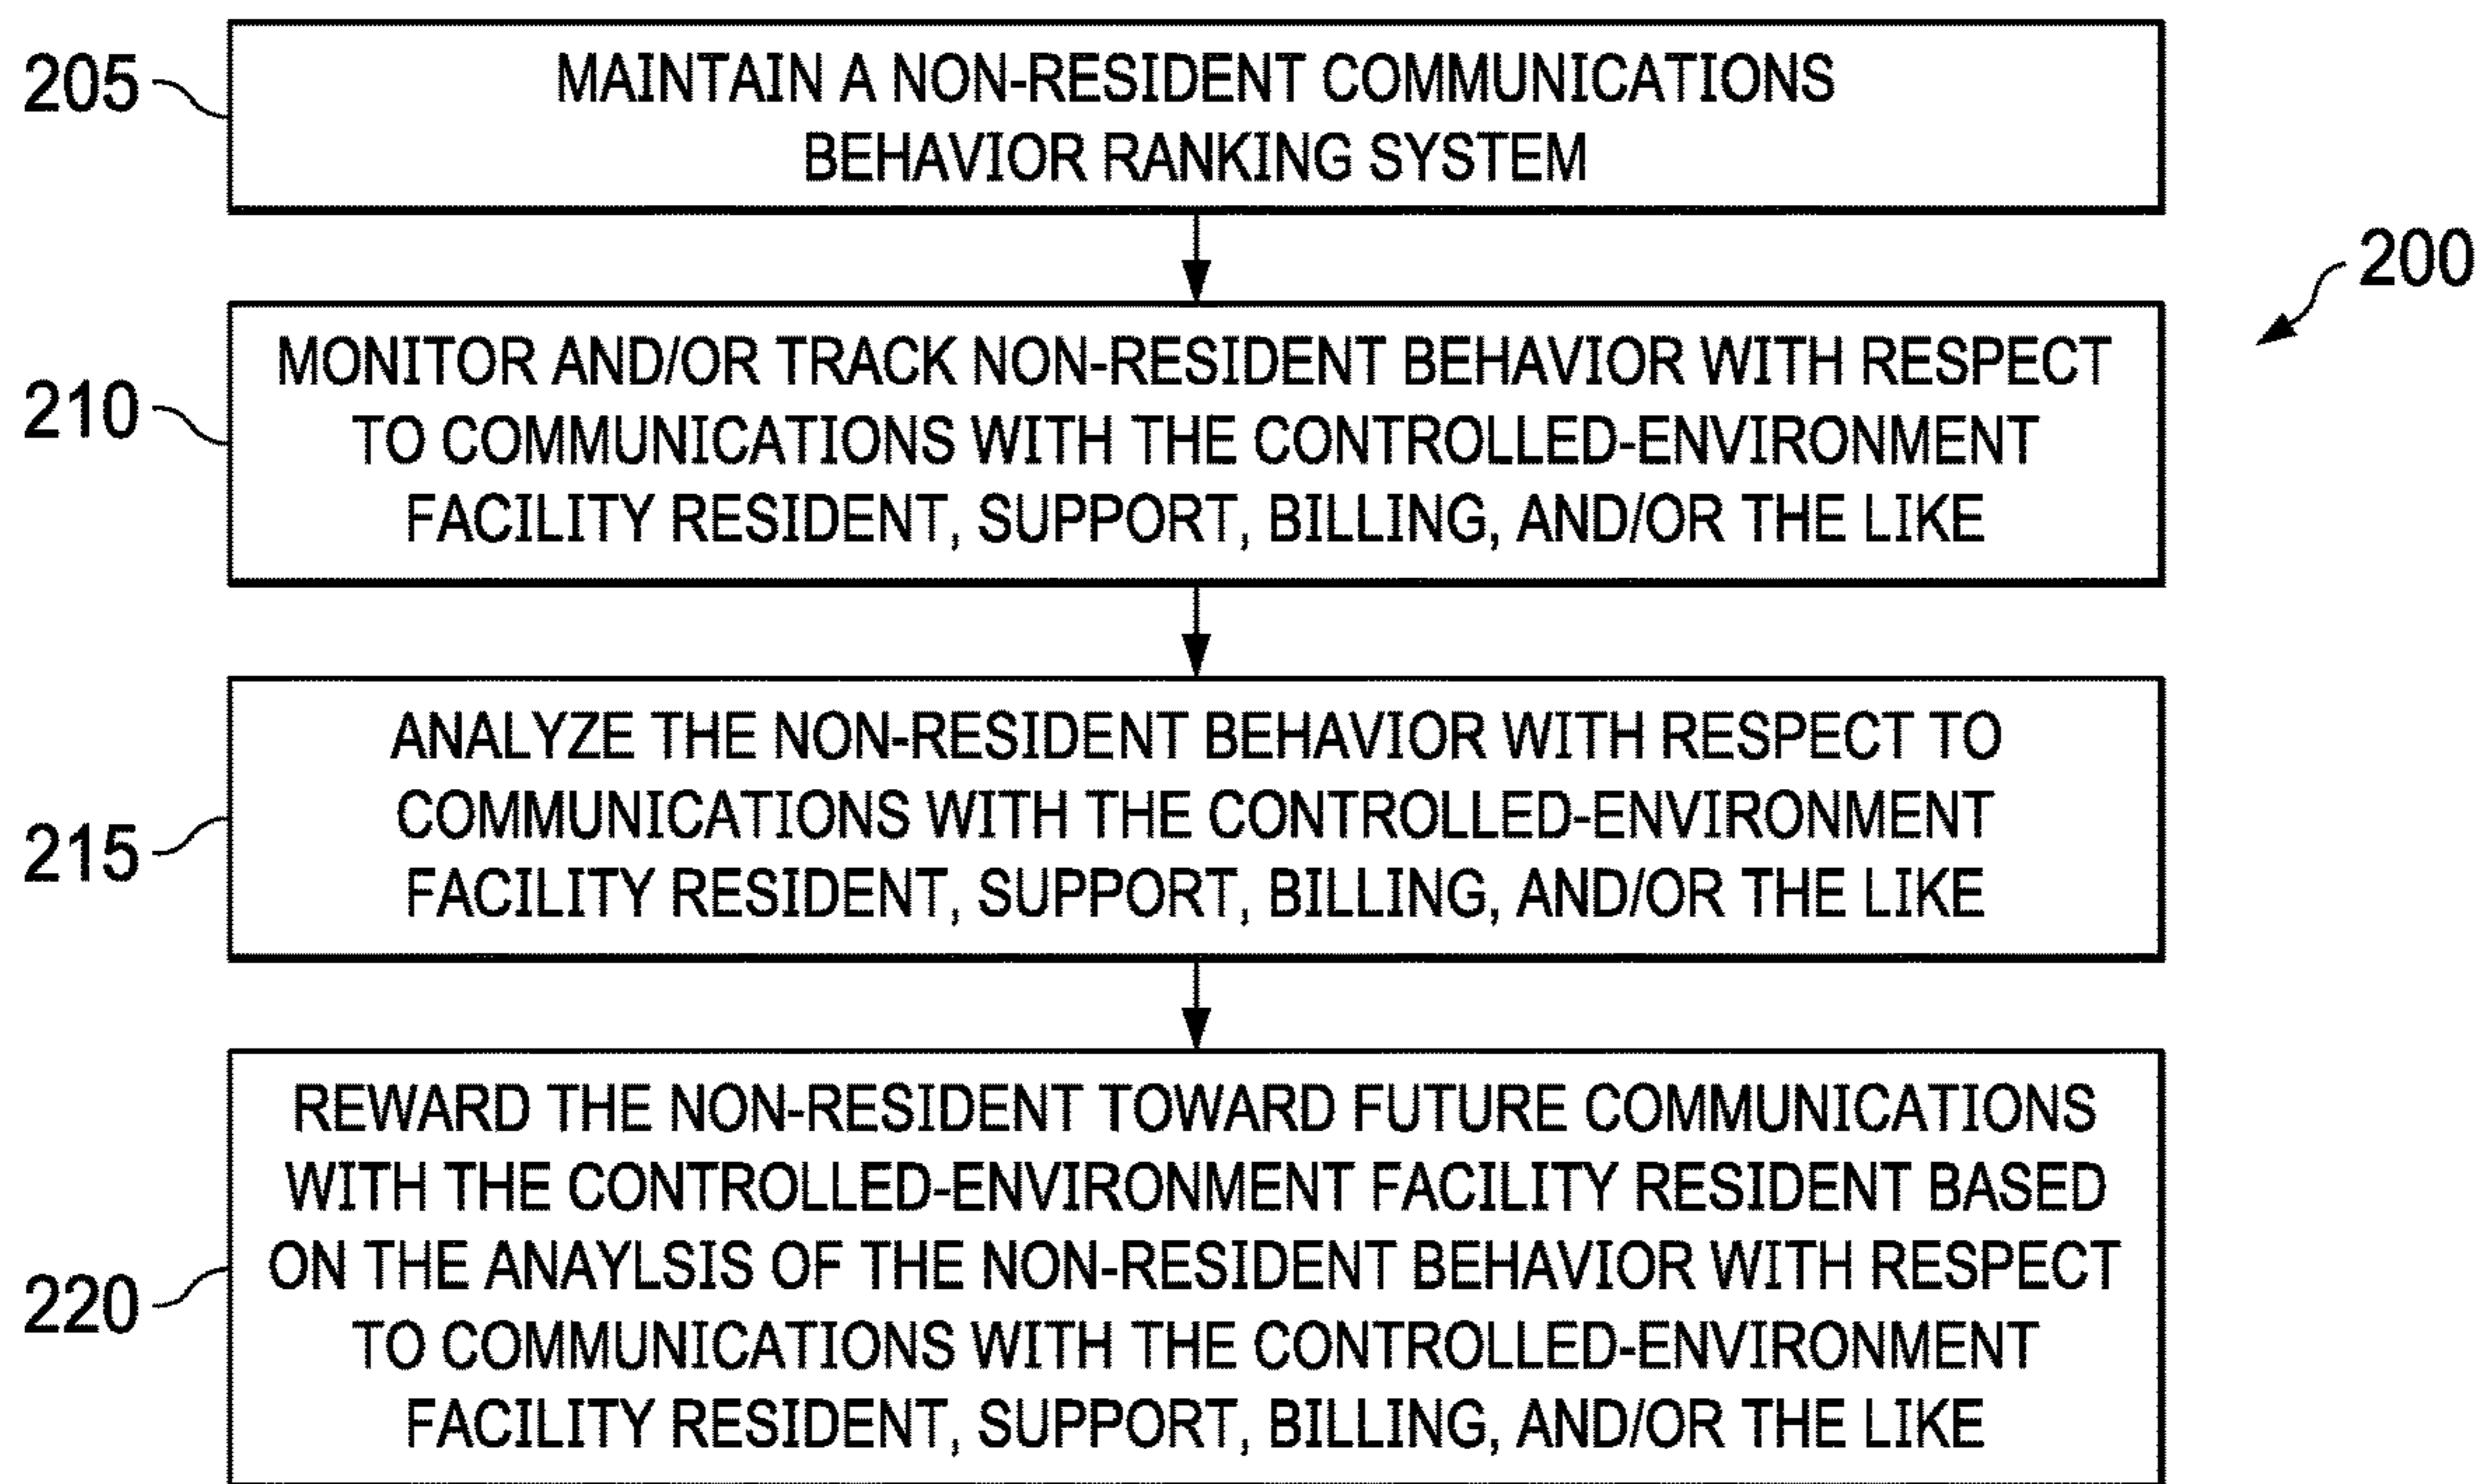 205
MAINTAIN A NON-RESIDENT COMMUNICATIONS
BEHAVIOR RANKING SYSTEM
200
210
MONITOR AND/OR TRACK NON-RESIDENT BEHAVIOR WITH RESPECT
TO COMMUNICATIONS WITH THE CONTROLLED-ENVIRONMENT
FACILITY RESIDENT, SUPPORT, BILLING, AND/OR THE LIKE
215
ANALYZE THE NON-RESIDENT BEHAVIOR WITH RESPECT TO
COMMUNICATIONS WITH THE CONTROLLED-ENVIRONMENT
FACILITY RESIDENT, SUPPORT, BILLING, AND/OR THE LIKE
220
REWARD THE NON-RESIDENT TOWARD FUTURE COMMUNICATIONS
WITH THE CONTROLLED-ENVIRONMENT FACILITY RESIDENT BASED
ON THE ANAYLSIS OF THE NON-RESIDENT BEHAVIOR WITH RESPECT
TO COMMUNICATIONS WITH THE CONTROLLED-ENVIRONMENT
FACILITY RESIDENT, SUPPORT, BILLING, AND/OR THE LIKE